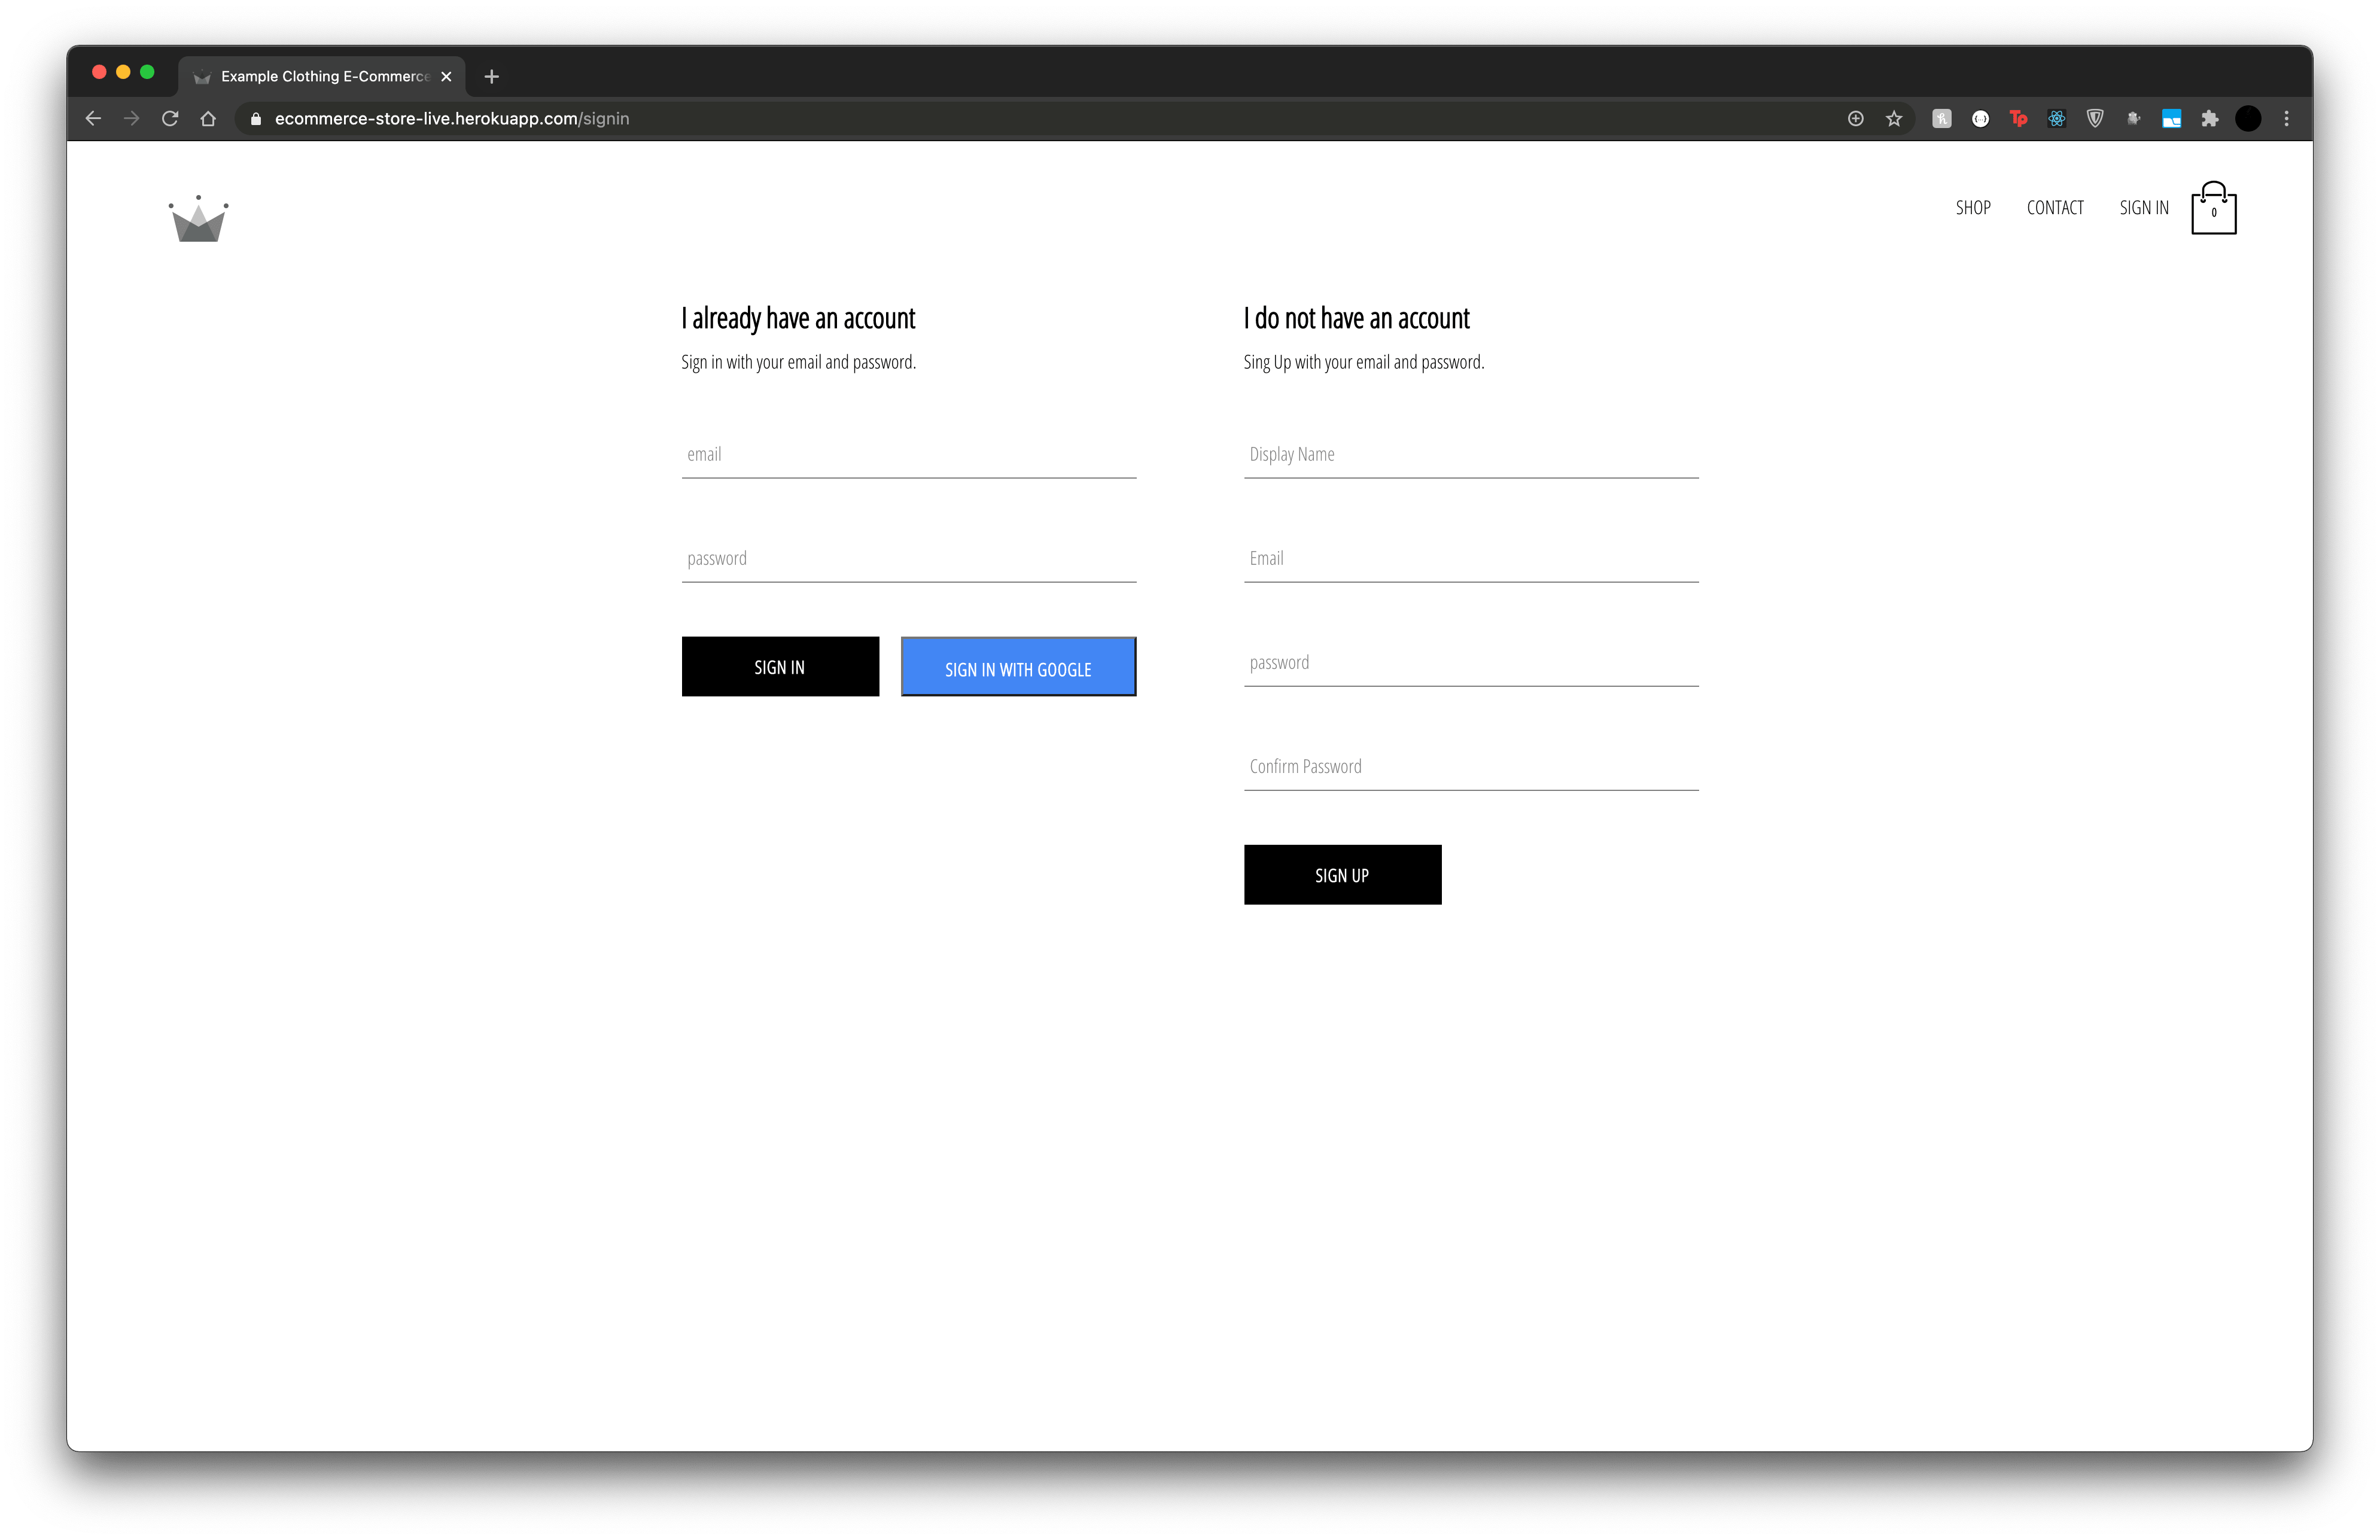 Example Clothing E-Commerce
ecommerce-store-live.herokuapp.com/signin
Tp
SHOP CONTACT SIGN IN 0
I already have an account
Sign in with your email and password.
email
password
SIGN IN SIGN IN WITH GOOGLE
I do not have an account
Sing Up with your email and password.
Display Name
Email
password
Confirm Password
SIGN UP